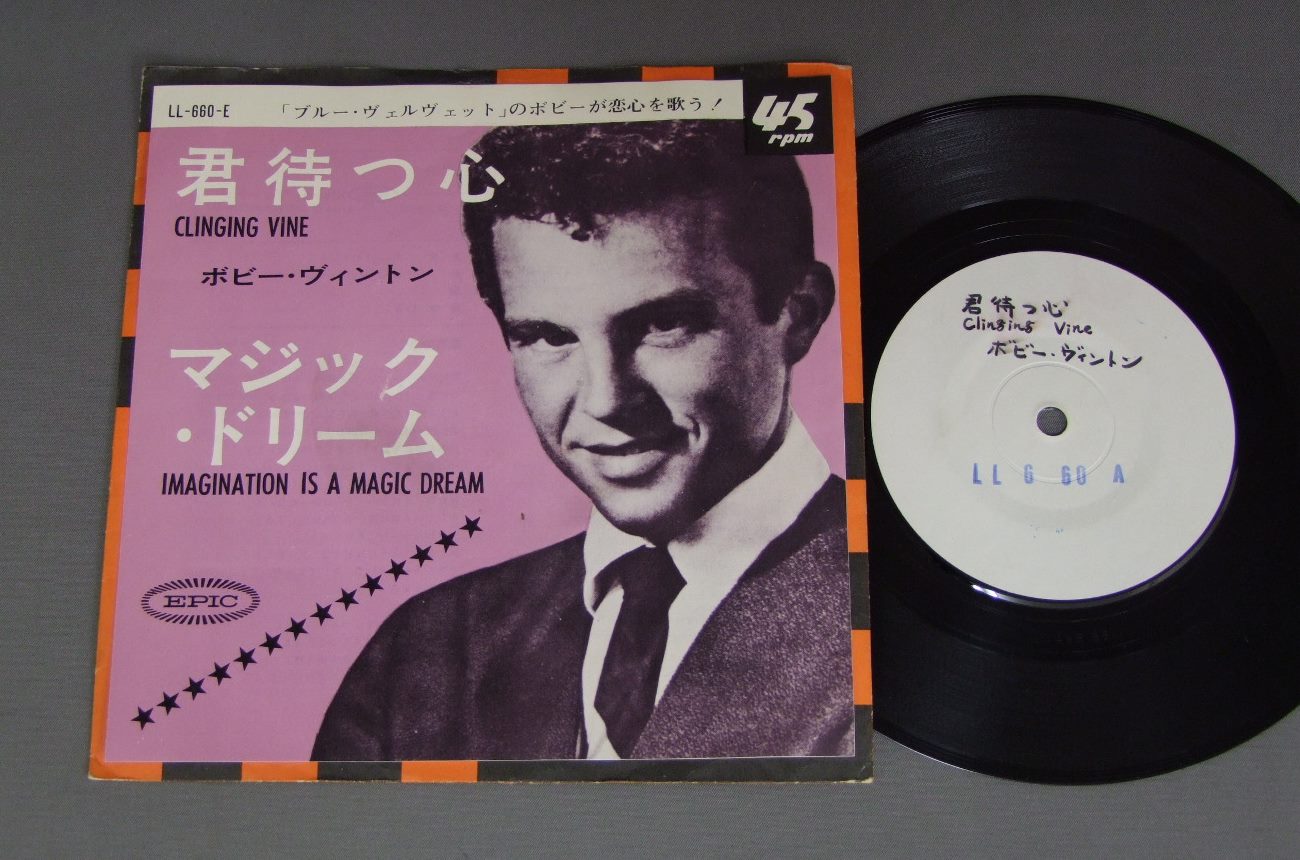 LL-660-E
「ブルー・ヴェルヴェット」のボビーが恋心を歌う!
45
rpm
君待つ心
CLINGING VINE
ボビー・ヴィントン
マジック
・ドリーム
IMAGINATION IS A MAGIC DREAM
EPIC
君待つ心
Clinging Vine
ボビー・ヴィントン
LL 6 60 A